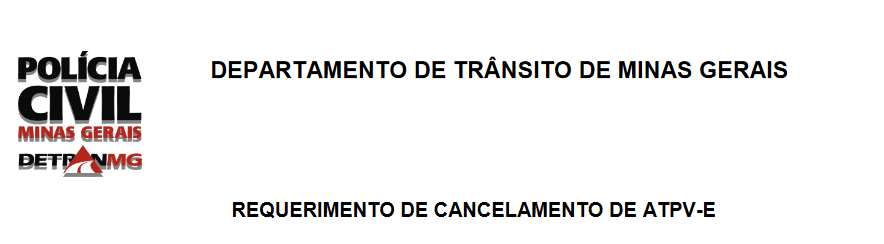 DEPARTAMENTO DE TRÂNSITO DE MINAS GERAIS
POLÍCIA
CIVIL
MINAS GERAIS
DETRANMG
REQUERIMENTO DE CANCELAMENTO DE ATPV-E